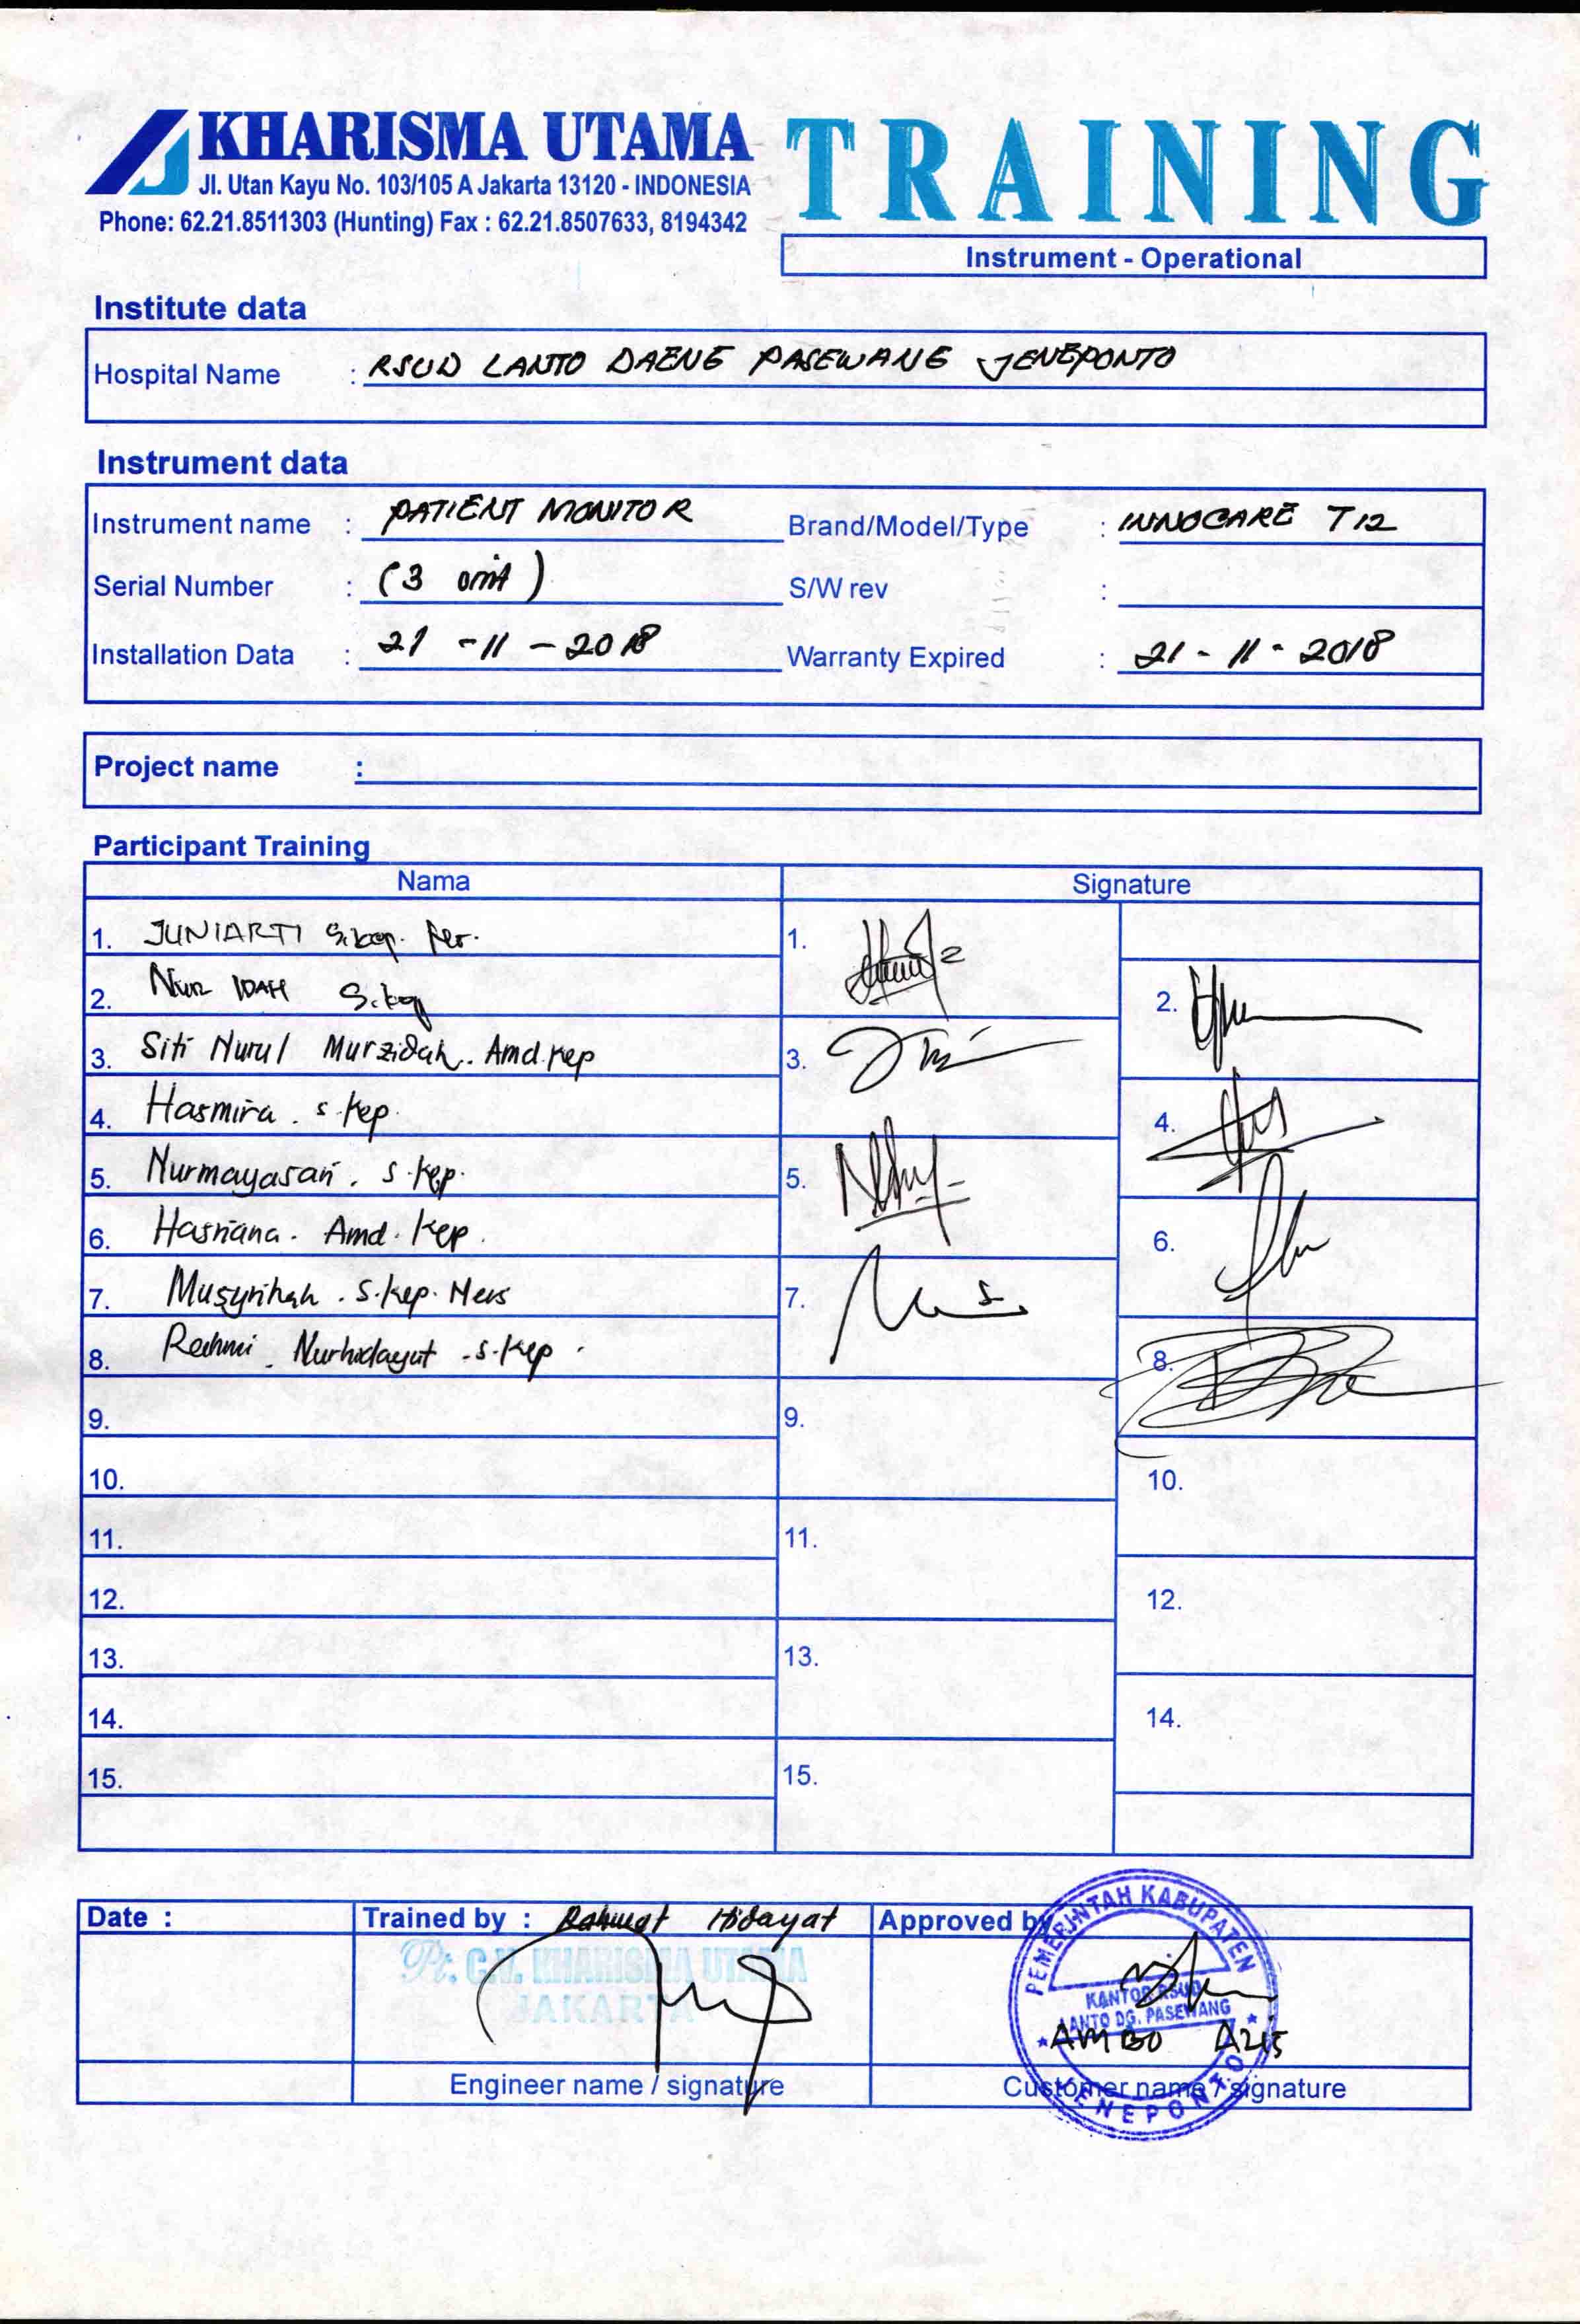 KHARISMA UTAMA
Jl. Utan Kayu No. 103/105 A Jakarta 13120 - INDONESIA
Phone: 62.21.8511303 (Hunting) Fax : 62.21.8507633, 8194342
TRAINING
Instrument - Operational
Institute data
Hospital Name : RSUD LANTO DAENG PASEWANG JENEPONTO
Instrument data
Instrument name : PATIENT MONITOR Brand/Model/Type : INNOCARE T12
Serial Number : (3 unit) S/W rev :
Installation Data : 21 - 11 - 2018 Warranty Expired : 21 - 11 - 2018
Project name :
Participant Training
Nama Signature
1. JUNIARTI S.kep. Ner. 1.
2. NUR IDAH S.kep 2.
3. Siti Nurul Murzidah. Amd.kep 3.
4. Hasmira . s.kep. 4.
5. Nurmayasari . s.kep. 5.
6. Hasriana. Amd. kep. 6.
7. . s.kep. Ners 7.
8. Nurhidayat .s.kep . 8.
9. 9.
10. 10.
11. 11.
12. 12.
13. 13.
14. 14.
15. 15.
Date : Trained by : Rahmat Hidayat Approved by
Pt. C.V. KHARISMA UTAMA
JAKARTA
PEMERINTAH KABUPATEN
KANTOR RSUD
LANTO DG. PASEWANG
JENEPONTO
AMBO AZIS
Engineer name / signature Customer name / signature